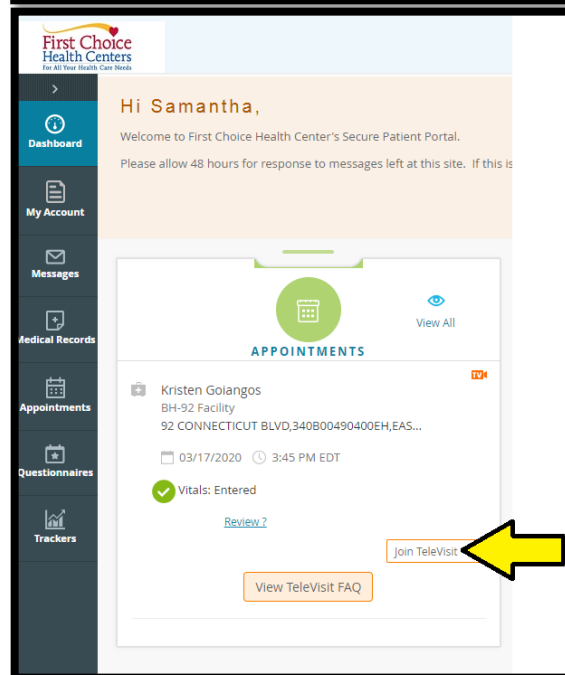 First Choice
Health Centers
For All Your Health Care Needs
Dashboard
My Account
Messages
Medical Records
Appointments
Questionnaires
Trackers
Hi Samantha,
Welcome to First Choice Health Center's Secure Patient Portal.
Please allow 48 hours for response to messages left at this site. If this is
View All
APPOINTMENTS
TV
Kristen Goiangos
BH-92 Facility
92 CONNECTICUT BLVD,340B00490400EH,EAS...
03/17/2020 3:45 PM EDT
Vitals: Entered
Review ?
Join TeleVisit
View TeleVisit FAQ